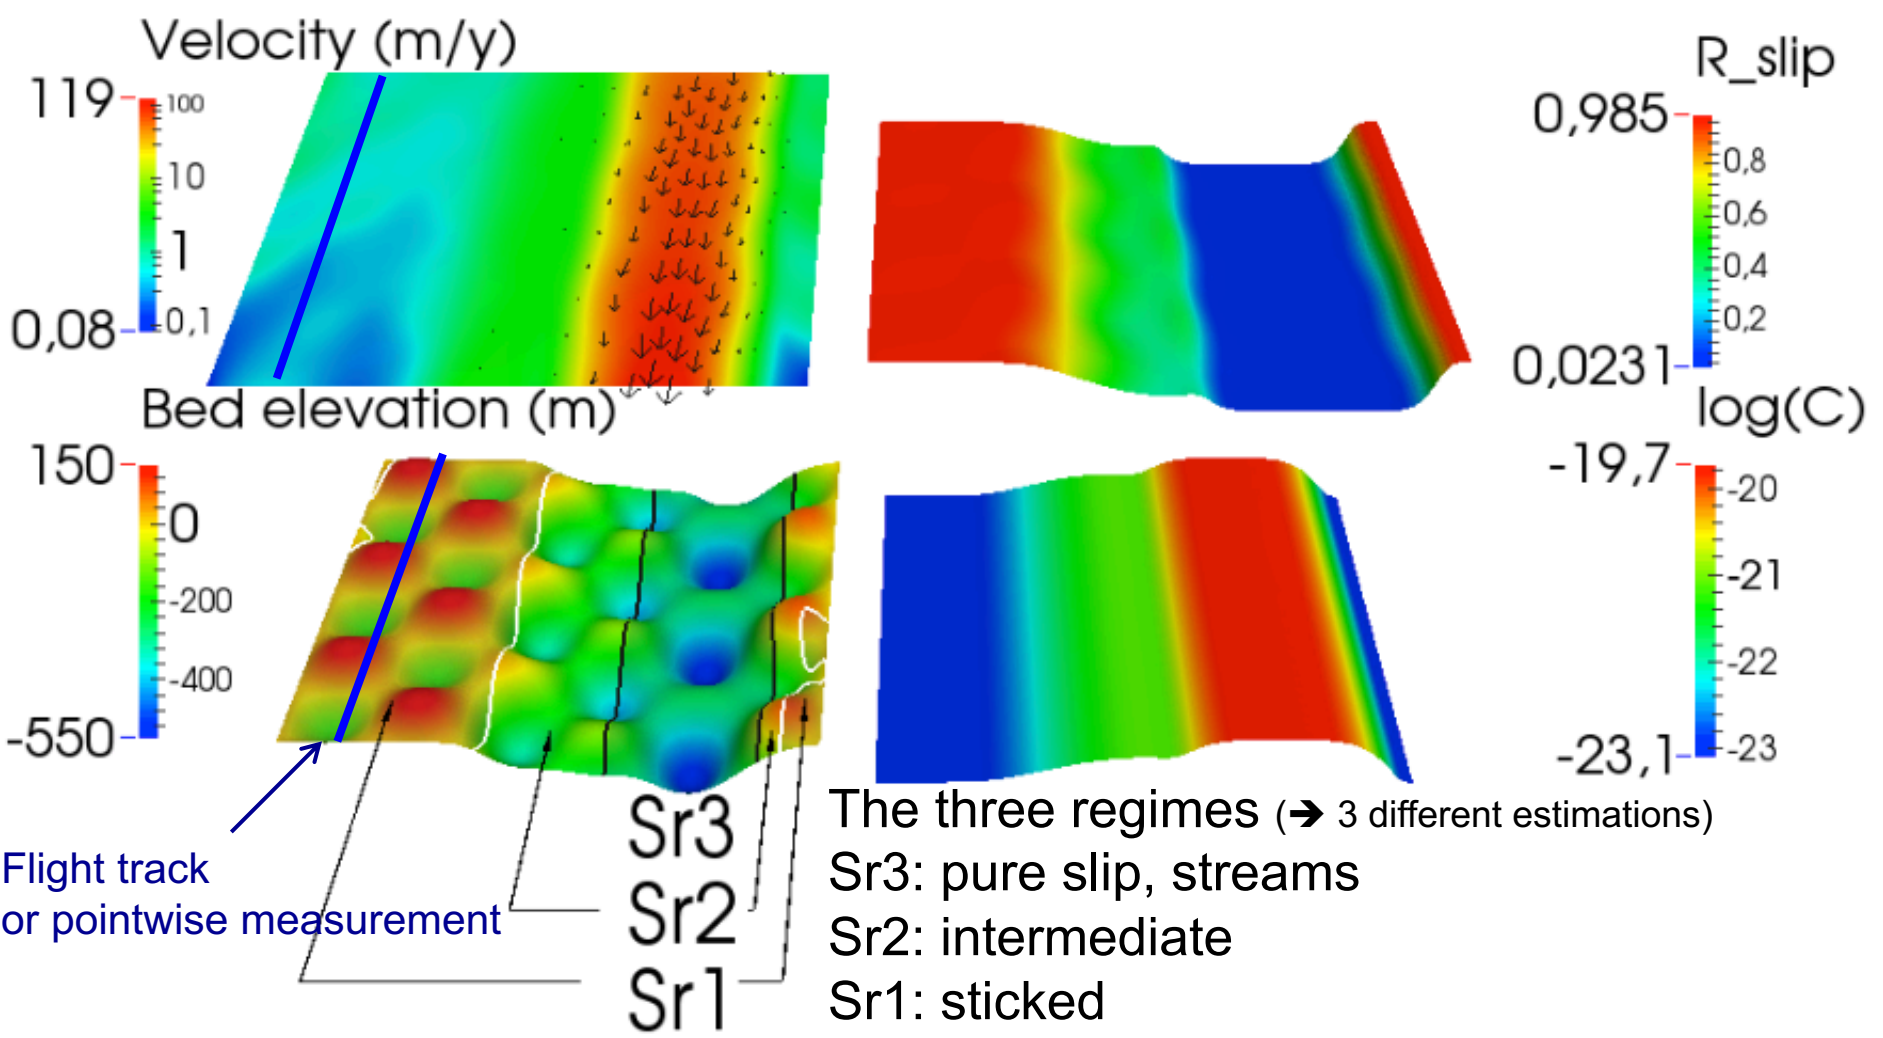 Velocity (m/y)
119
100
10
1
0,1
0,08
R_slip
0,985
0,8
0,6
0,4
0,2
0,0231
Bed elevation (m)
150
0
-200
-400
-550
log(C)
-19,7
-20
-21
-22
-23
-23,1
Flight track
or pointwise measurement
Sr3
Sr2
Sr1
The three regimes (➔ 3 different estimations)
Sr3: pure slip, streams
Sr2: intermediate
Sr1: sticked